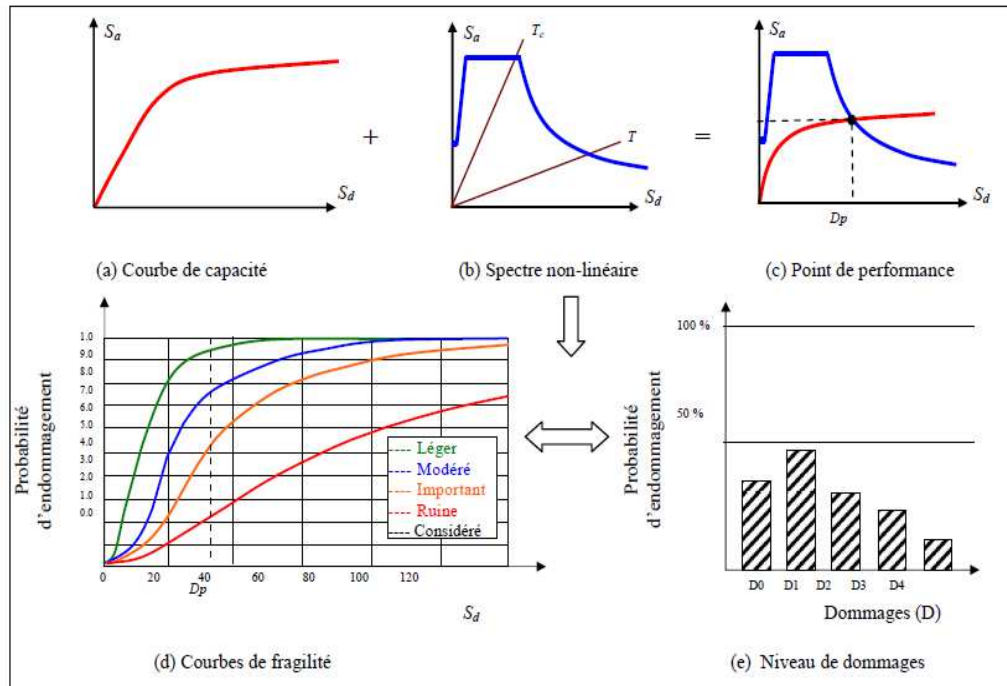 Sa
+
Sa
Tc
=
Sa
T
Sd
Sd
Sd
Dp
(a) Courbe de capacité
(b) Spectre non-linéaire
(c) Point de performance
Probabilité
d'endommagement
1.0
9.0
8.0
7.0
6.0
5.0
4.0
3.0
2.0
1.0
0.0
Léger
Modéré
Important
Ruine
Considéré
0
20
40
60
80
100
120
Dp
Sd
(d) Courbes de fragilité
Probabilité
d'endommagement
100 %
50 %
D0
D1
D2
D3
D4
Dommages (D)
(e) Niveau de dommages